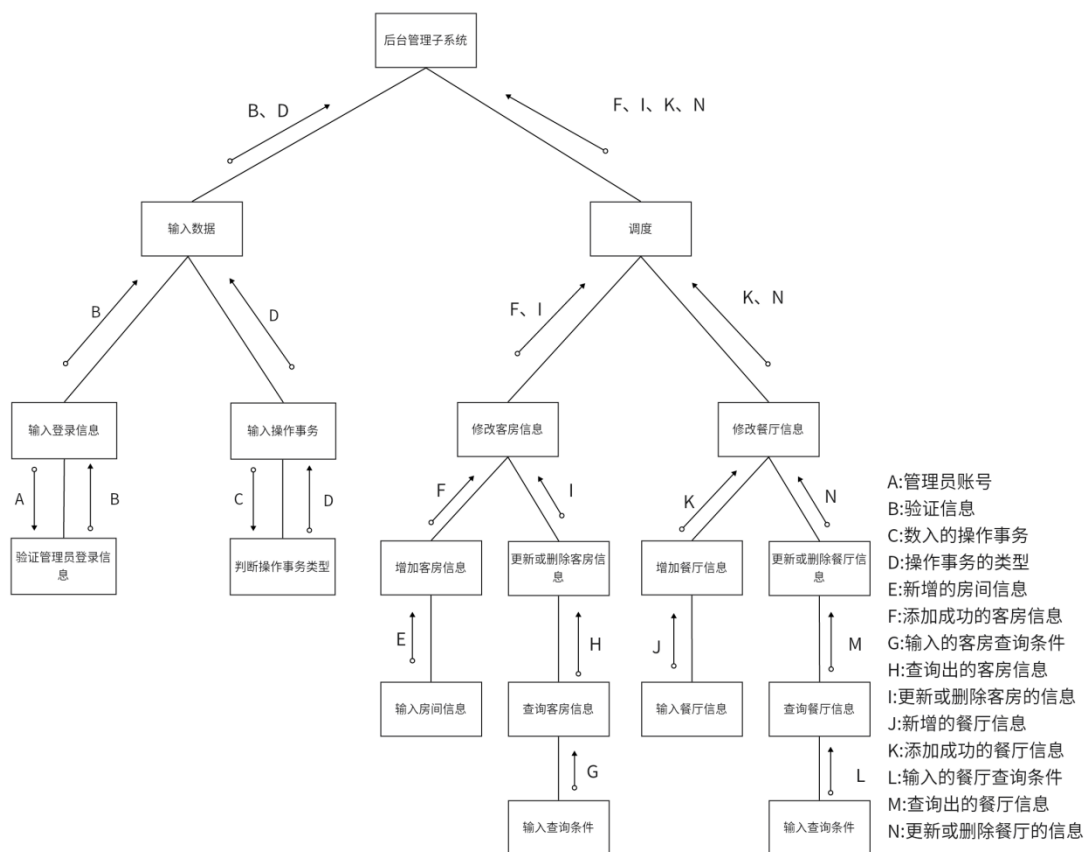 后台管理子系统
B、D
F、I、K、N
输入数据
调度
B
D
F、I
K、N
输入登录信息
输入操作事务
修改客房信息
修改餐厅信息
A
B
C
D
F
I
K
N
验证管理员登录信
息
判断操作事务类型
增加客房信息
更新或删除客房信
息
增加餐厅信息
更新或删除餐厅信
息
E
H
J
M
输入房间信息
查询客房信息
输入餐厅信息
查询餐厅信息
G
L
输入查询条件
输入查询条件
A:管理员账号
B:验证信息
C:数入的操作事务
D:操作事务的类型
E:新增的房间信息
F:添加成功的客房信息
G:输入的客房查询条件
H:查询出的客房信息
I:更新或删除客房的信息
J:新增的餐厅信息
K:添加成功的餐厅信息
L:输入的餐厅查询条件
M:查询出的餐厅信息
N:更新或删除餐厅的信息